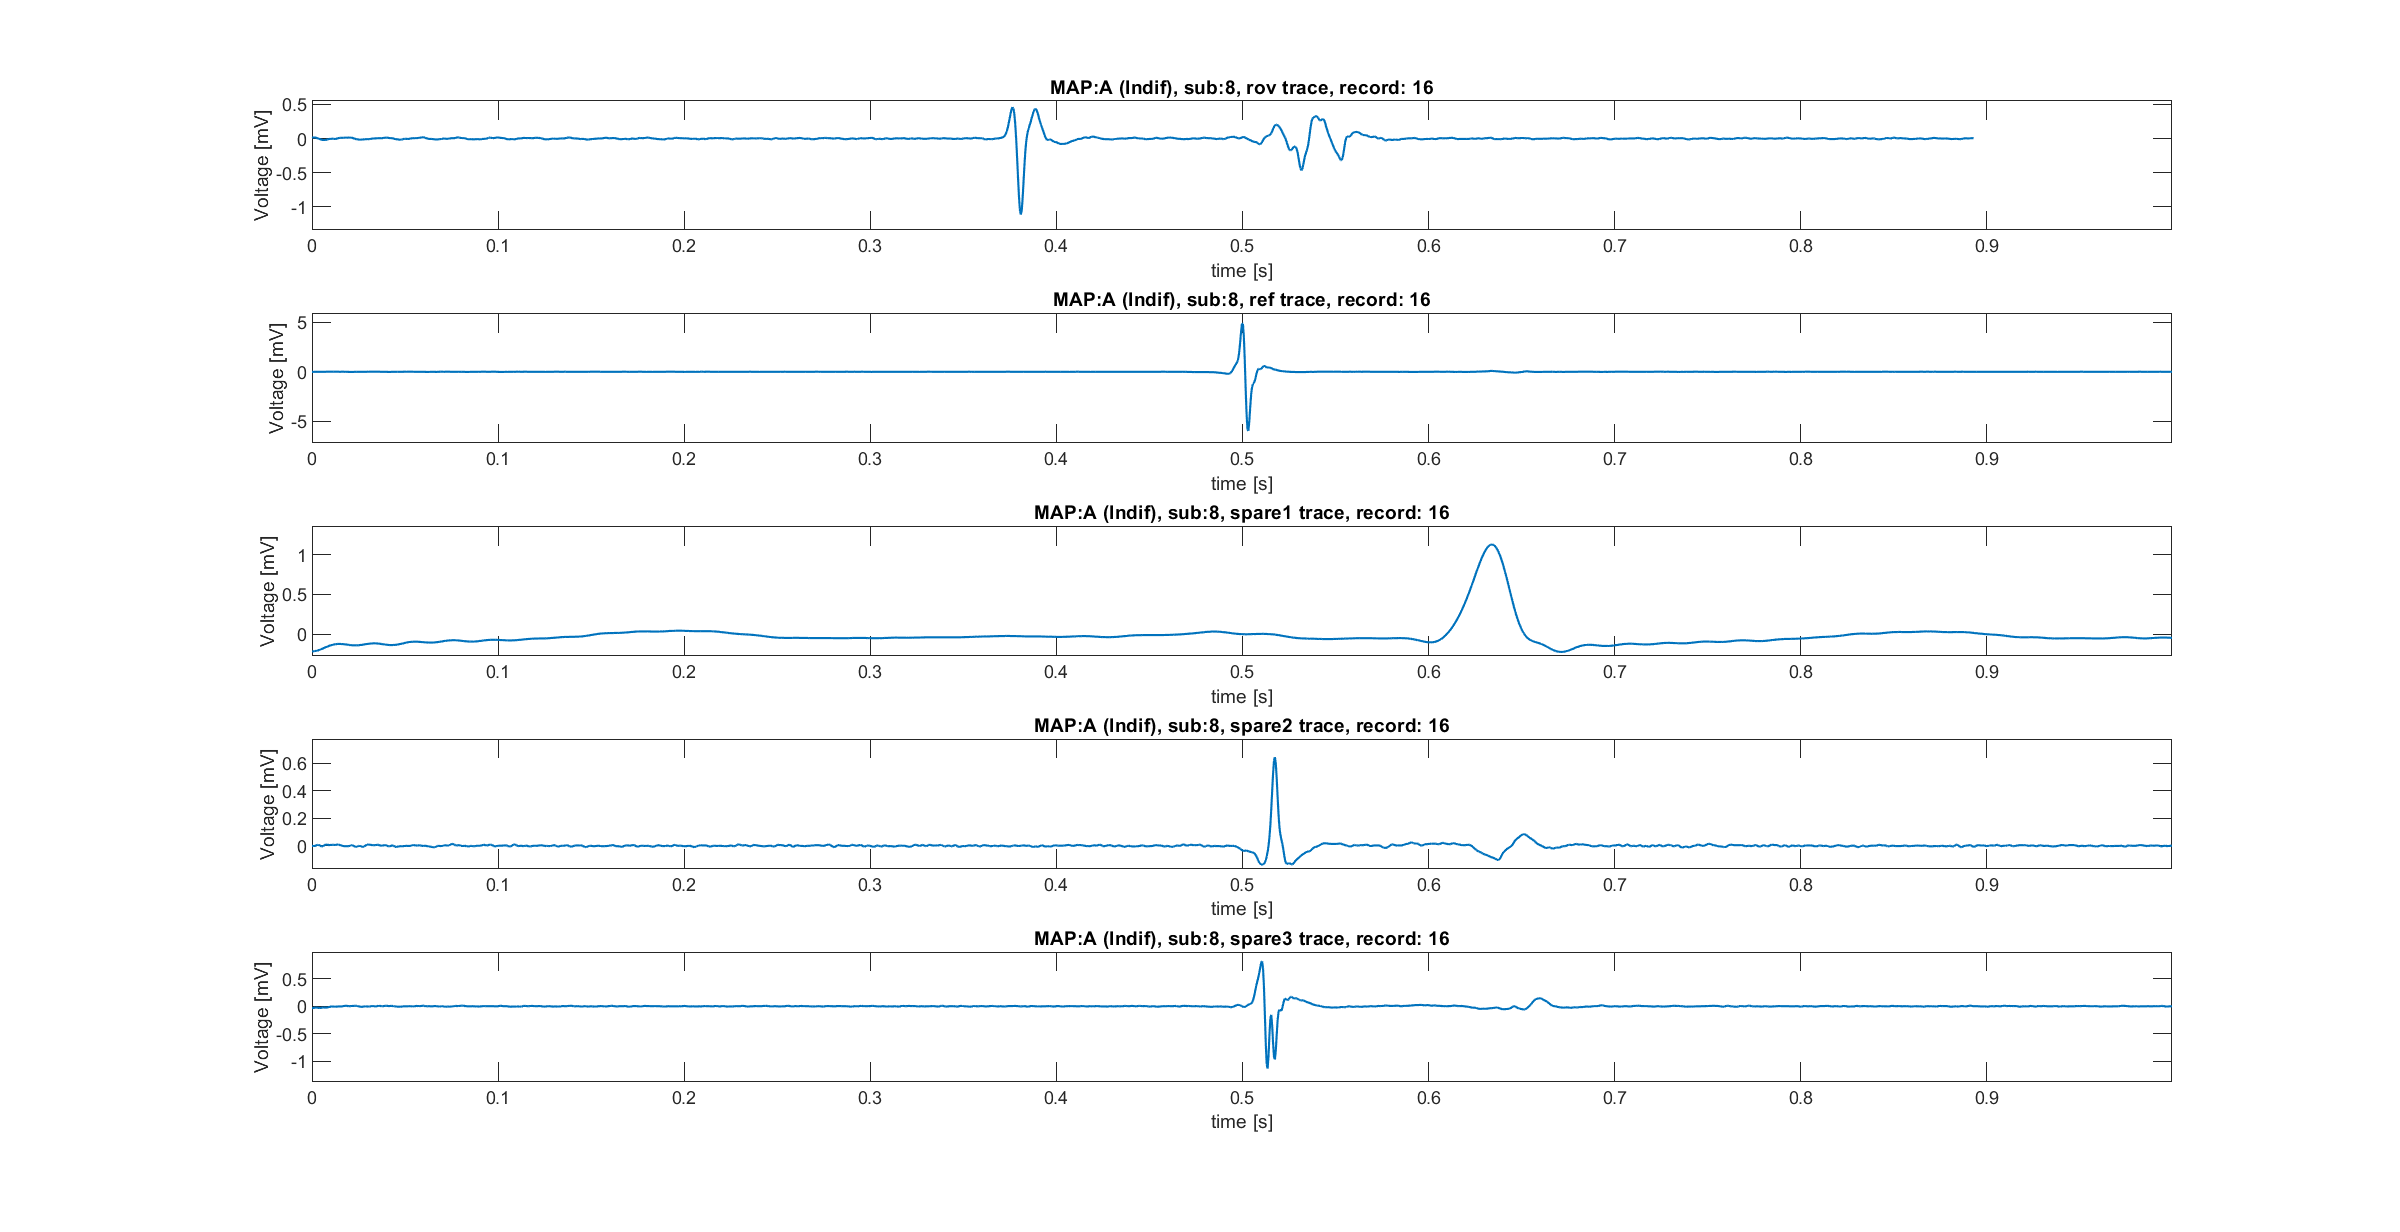 MAP:A (Indif), sub:8, rov trace, record: 16
Voltage [mV]
0.5
0
-0.5
-1
0 0.1 0.2 0.3 0.4 0.5 0.6 0.7 0.8 0.9
time [s]
MAP:A (Indif), sub:8, ref trace, record: 16
Voltage [mV]
5
0
-5
0 0.1 0.2 0.3 0.4 0.5 0.6 0.7 0.8 0.9
time [s]
MAP:A (Indif), sub:8, spare1 trace, record: 16
Voltage [mV]
1
0.5
0
0 0.1 0.2 0.3 0.4 0.5 0.6 0.7 0.8 0.9
time [s]
MAP:A (Indif), sub:8, spare2 trace, record: 16
Voltage [mV]
0.6
0.4
0.2
0
0 0.1 0.2 0.3 0.4 0.5 0.6 0.7 0.8 0.9
time [s]
MAP:A (Indif), sub:8, spare3 trace, record: 16
Voltage [mV]
0.5
0
-0.5
-1
0 0.1 0.2 0.3 0.4 0.5 0.6 0.7 0.8 0.9
time [s]